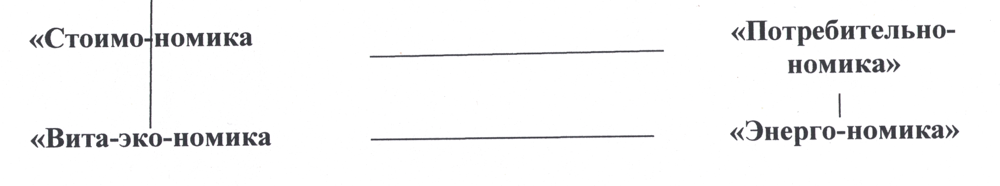 «Стоимо-номика
«Потребительно-
номика»
«Вита-эко-номика
«Энерго-номика»